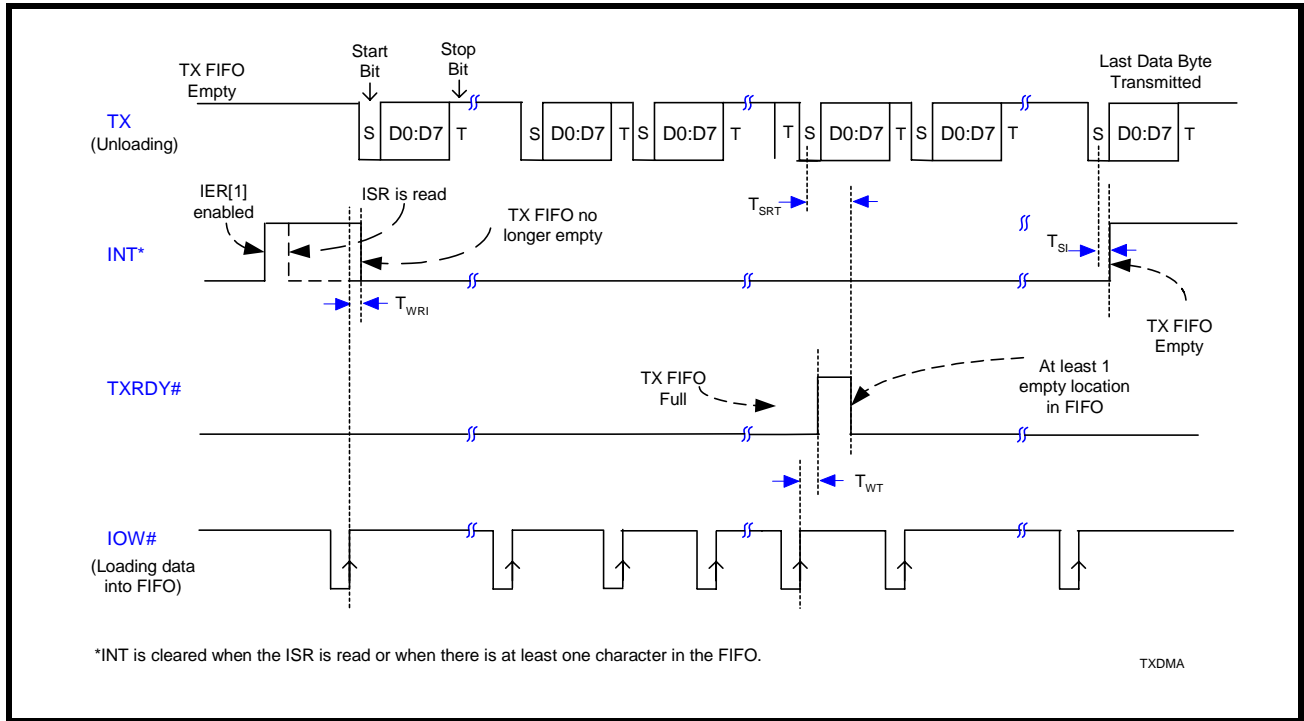 TX FIFO
Empty
Start
Bit
Stop
Bit
Last Data Byte
Transmitted
TX
(Unloading)
S D0:D7 T S D0:D7 T S D0:D7 T T S D0:D7 T S D0:D7 T S D0:D7 T
IER[1]
enabled
ISR is read
TX FIFO no
longer empty
TSRT
INT*
TSI
TWRI
TX FIFO
Empty
TXRDY#
TX FIFO
Full
At least 1
empty location
in FIFO
TWT
IOW#
(Loading data
into FIFO)
*INT is cleared when the ISR is read or when there is at least one character in the FIFO.
TXDMA